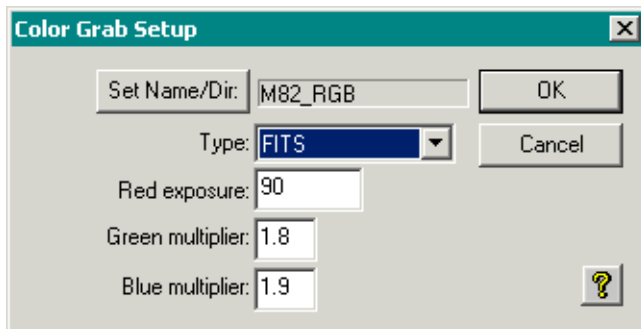 Color Grab Setup
Set Name/Dir: M82_RGB OK
Type: FITS Cancel
Red exposure: 90
Green multiplier: 1.8
Blue multiplier: 1.9 ?